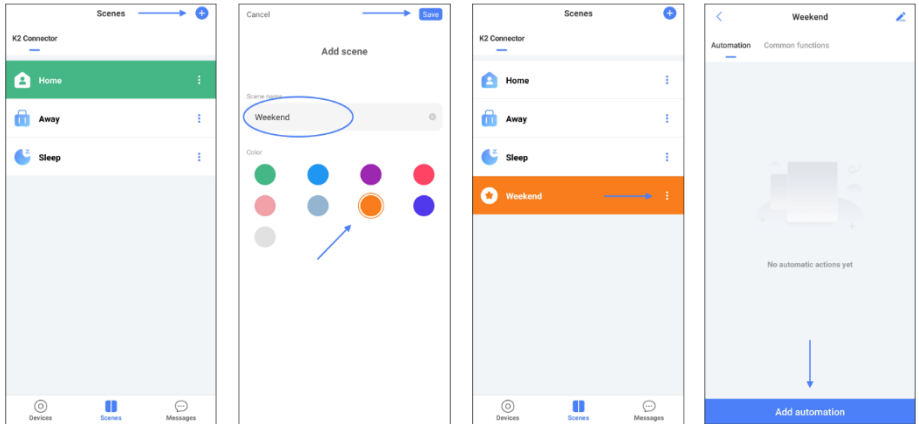 Scenes
K2 Connector
Home
Away
Sleep
Devices
Scenes
Messages
Cancel
Save
Add scene
Scene name
Weekend
Color
Scenes
K2 Connector
Home
Away
Sleep
Weekend
Devices
Scenes
Messages
Weekend
Automation Common functions
No automatic actions yet
Add automation